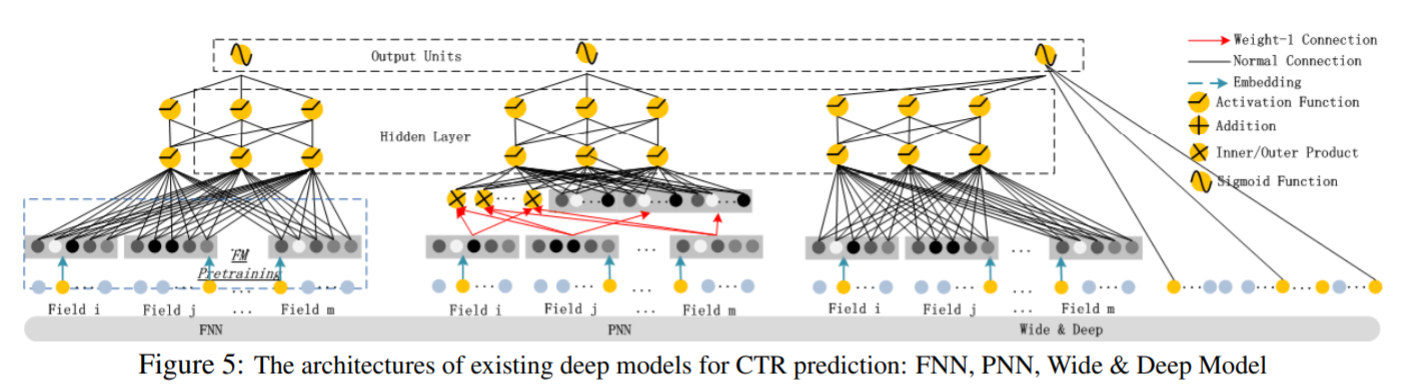 Output Units
Hidden Layer
Weight-1 Connection
Normal Connection
Embedding
Activation Function
Addition
Inner/Outer Product
Sigmoid Function
FM
Pretraining
Field i Field j ... Field m
FNN
Field i Field j ... Field m
PNN
Field i Field j ... Field m
Wide & Deep
Figure 5: The architectures of existing deep models for CTR prediction: FNN, PNN, Wide & Deep Model